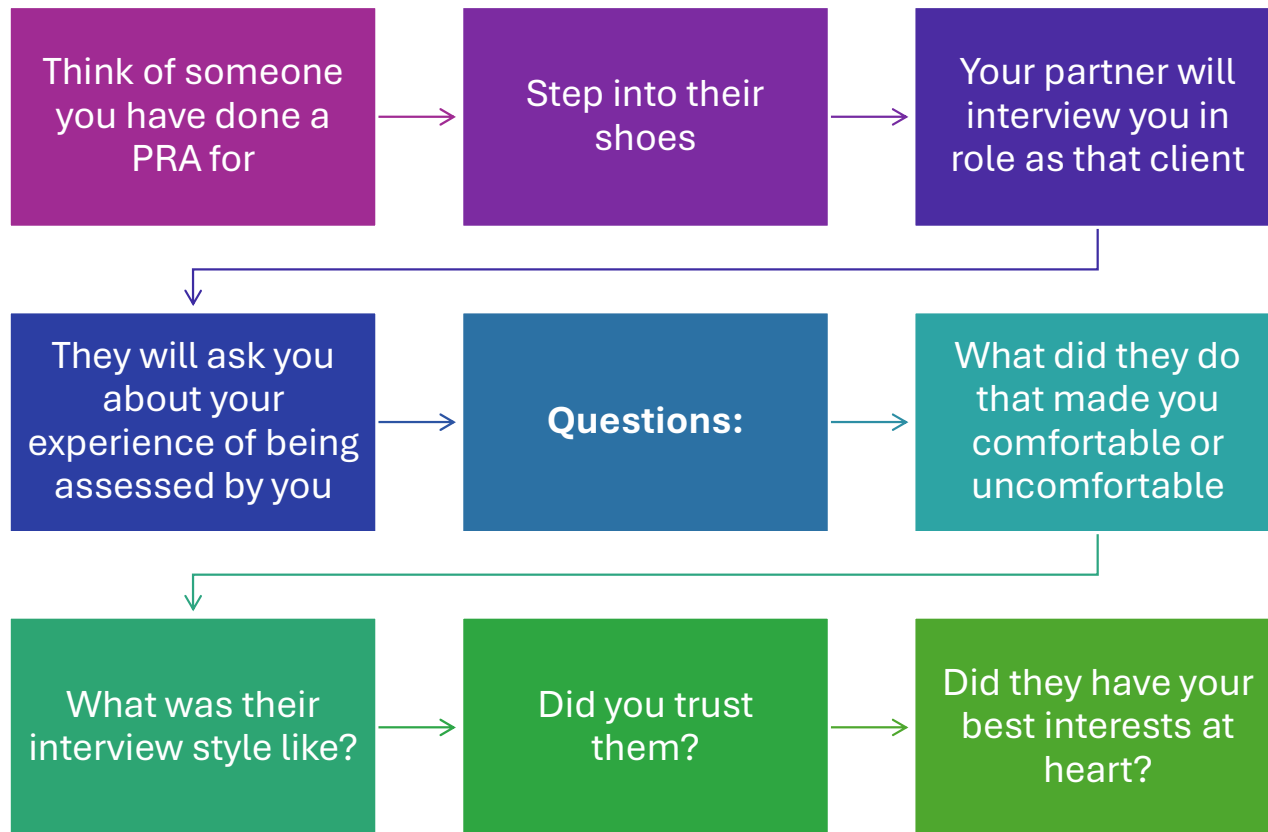 Think of someone
you have done a
PRA for
Step into their
shoes
Your partner will
interview you in
role as that client
They will ask you
about your
experience of being
assessed by you
Questions:
What did they do
that made you
comfortable or
uncomfortable
What was their
interview style like?
Did you trust
them?
Did they have your
best interests at
heart?